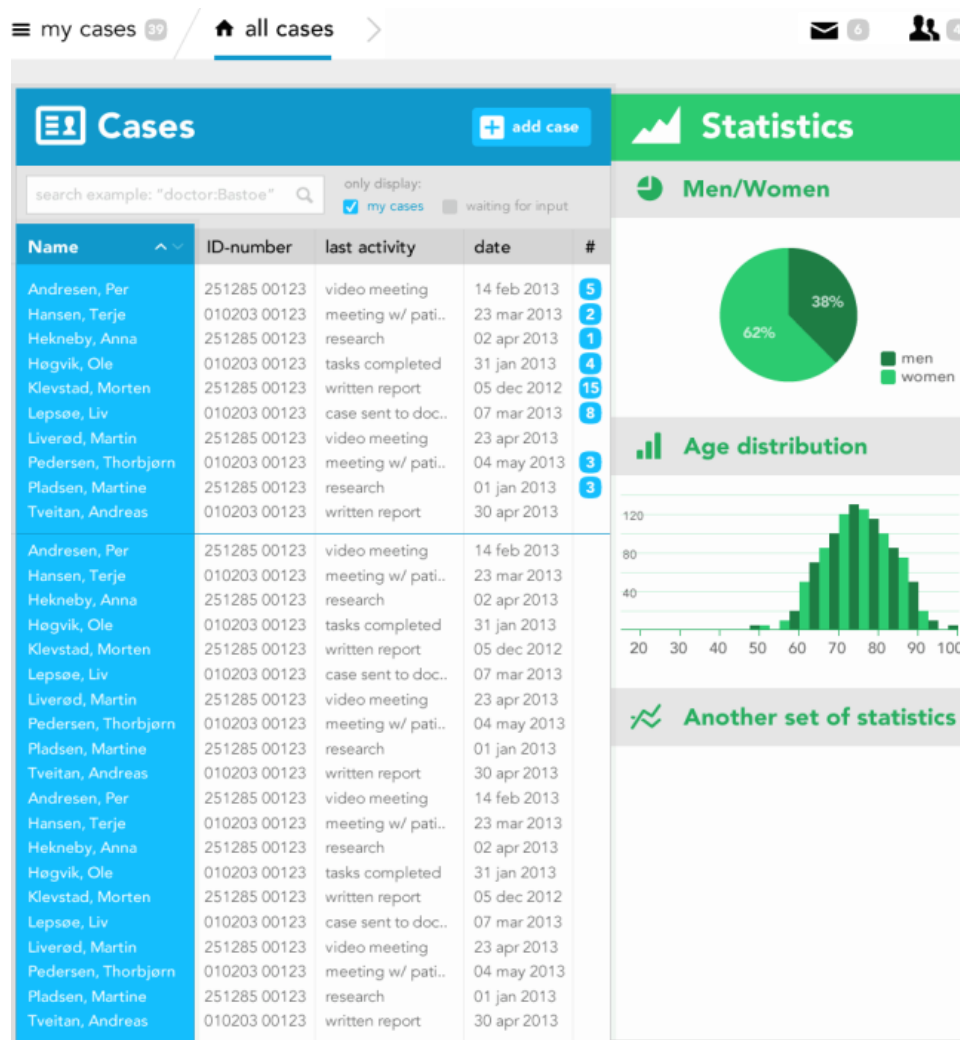 my cases 39 all cases 6 4
Cases add case
search example: "doctor:Bastoe" only display:
my cases waiting for input
Name ID-number last activity date #
Andresen, Per 251285 00123 video meeting 14 feb 2013 5
Hansen, Terje 010203 00123 meeting w/ pati.. 23 mar 2013 2
Hekneby, Anna 251285 00123 research 02 apr 2013 1
Høgvik, Ole 010203 00123 tasks completed 31 jan 2013 4
Klevstad, Morten 251285 00123 written report 05 dec 2012 15
Lepsøe, Liv 010203 00123 case sent to doc.. 07 mar 2013 8
Liverød, Martin 251285 00123 video meeting 23 apr 2013
Pedersen, Thorbjørn 010203 00123 meeting w/ pati.. 04 may 2013 3
Pladsen, Martine 251285 00123 research 01 jan 2013 3
Tveitan, Andreas 010203 00123 written report 30 apr 2013
Andresen, Per 251285 00123 video meeting 14 feb 2013
Hansen, Terje 010203 00123 meeting w/ pati.. 23 mar 2013
Hekneby, Anna 251285 00123 research 02 apr 2013
Høgvik, Ole 010203 00123 tasks completed 31 jan 2013
Klevstad, Morten 251285 00123 written report 05 dec 2012
Lepsøe, Liv 010203 00123 case sent to doc.. 07 mar 2013
Liverød, Martin 251285 00123 video meeting 23 apr 2013
Pedersen, Thorbjørn 010203 00123 meeting w/ pati.. 04 may 2013
Pladsen, Martine 251285 00123 research 01 jan 2013
Tveitan, Andreas 010203 00123 written report 30 apr 2013
Andresen, Per 251285 00123 video meeting 14 feb 2013
Hansen, Terje 010203 00123 meeting w/ pati.. 23 mar 2013
Hekneby, Anna 251285 00123 research 02 apr 2013
Høgvik, Ole 010203 00123 tasks completed 31 jan 2013
Klevstad, Morten 251285 00123 written report 05 dec 2012
Lepsøe, Liv 010203 00123 case sent to doc.. 07 mar 2013
Liverød, Martin 251285 00123 video meeting 23 apr 2013
Pedersen, Thorbjørn 010203 00123 meeting w/ pati.. 04 may 2013
Pladsen, Martine 251285 00123 research 01 jan 2013
Tveitan, Andreas 010203 00123 written report 30 apr 2013
Statistics
Men/Women
38%
62%
men
women
Age distribution
120
80
40
20 30 40 50 60 70 80 90 100
Another set of statistics